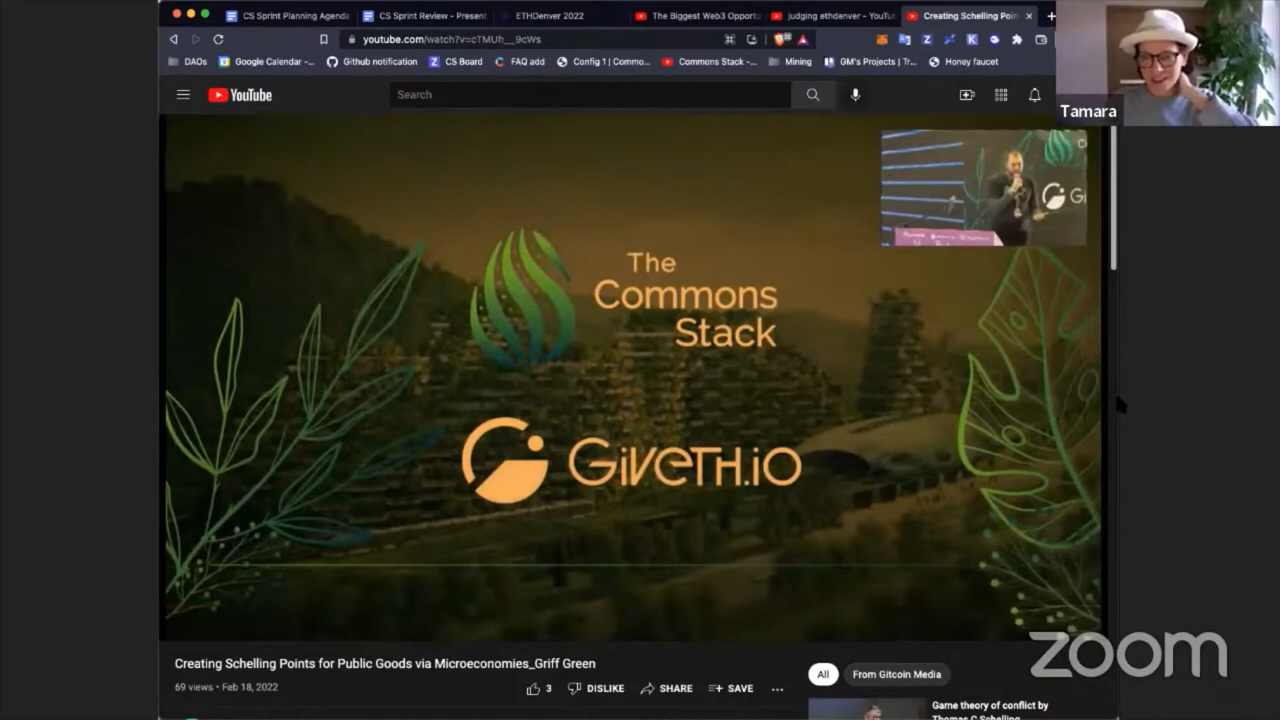 CS Sprint Planning Agenda
CS Sprint Review - Present
ETHDenver 2022
The Biggest Web3 Opportu
judging ethdenver - YouTu
Creating Schelling Poin
youtube.com/watch?v=cTMUh__9cWs
DAOs
Google Calendar -...
Github notification
CS Board
FAQ add
Config 1 | Commo...
Commons Stack -...
Mining
GM's Projects | Tr...
Honey faucet
Tamara
YouTube
Search
The
Commons
Stack
GIVETH.iO
Gi
Creating Schelling Points for Public Goods via Microeconomies_Griff Green
69 views • Feb 18, 2022
3
DISLIKE
SHARE
SAVE
All
From Gitcoin Media
Game theory of conflict by
Thomas C Schelling
zoom